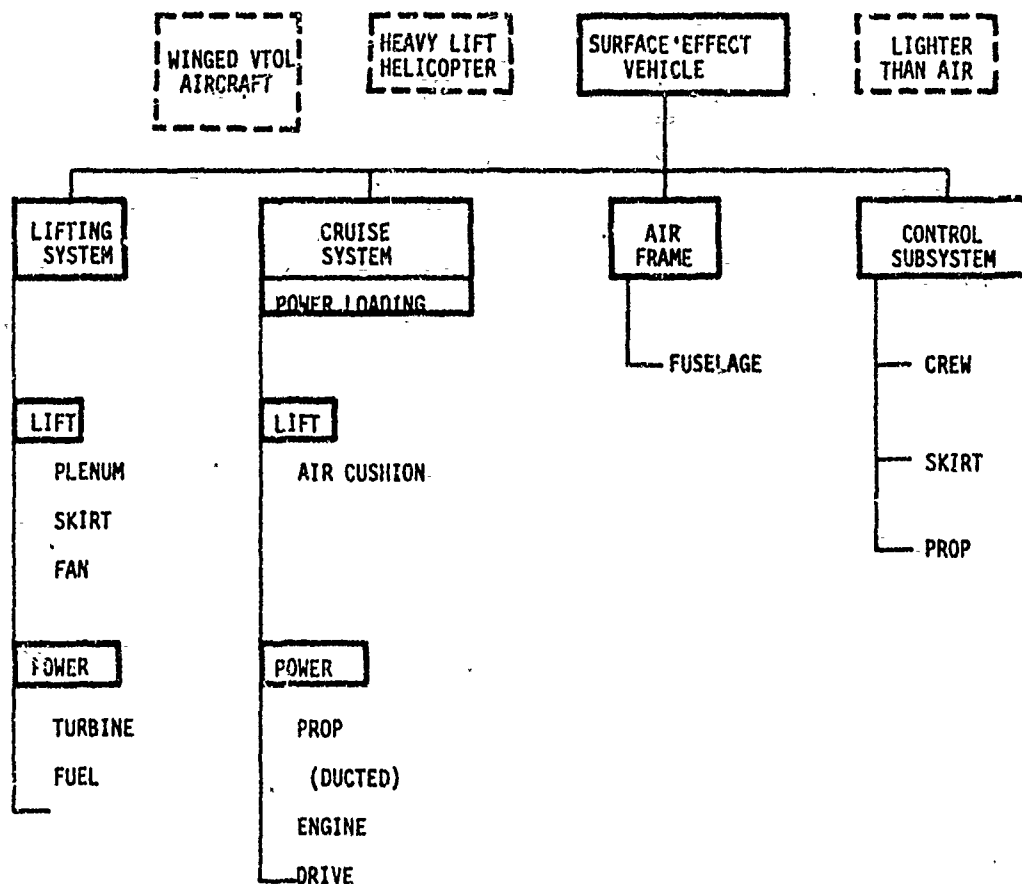 WINGED VTOL
AIRCRAFT
HEAVY LIFT
HELICOPTER
SURFACE EFFECT
VEHICLE
LIGHTER
THAN AIR
LIFTING
SYSTEM
CRUISE
SYSTEM
POWER LOADING
AIR
FRAME
CONTROL
SUBSYSTEM
LIFT
PLENUM
SKIRT
FAN
POWER
TURBINE
FUEL
LIFT
AIR CUSHION
POWER
PROP
(DUCTED)
ENGINE
DRIVE
FUSELAGE
CREW
SKIRT
PROP